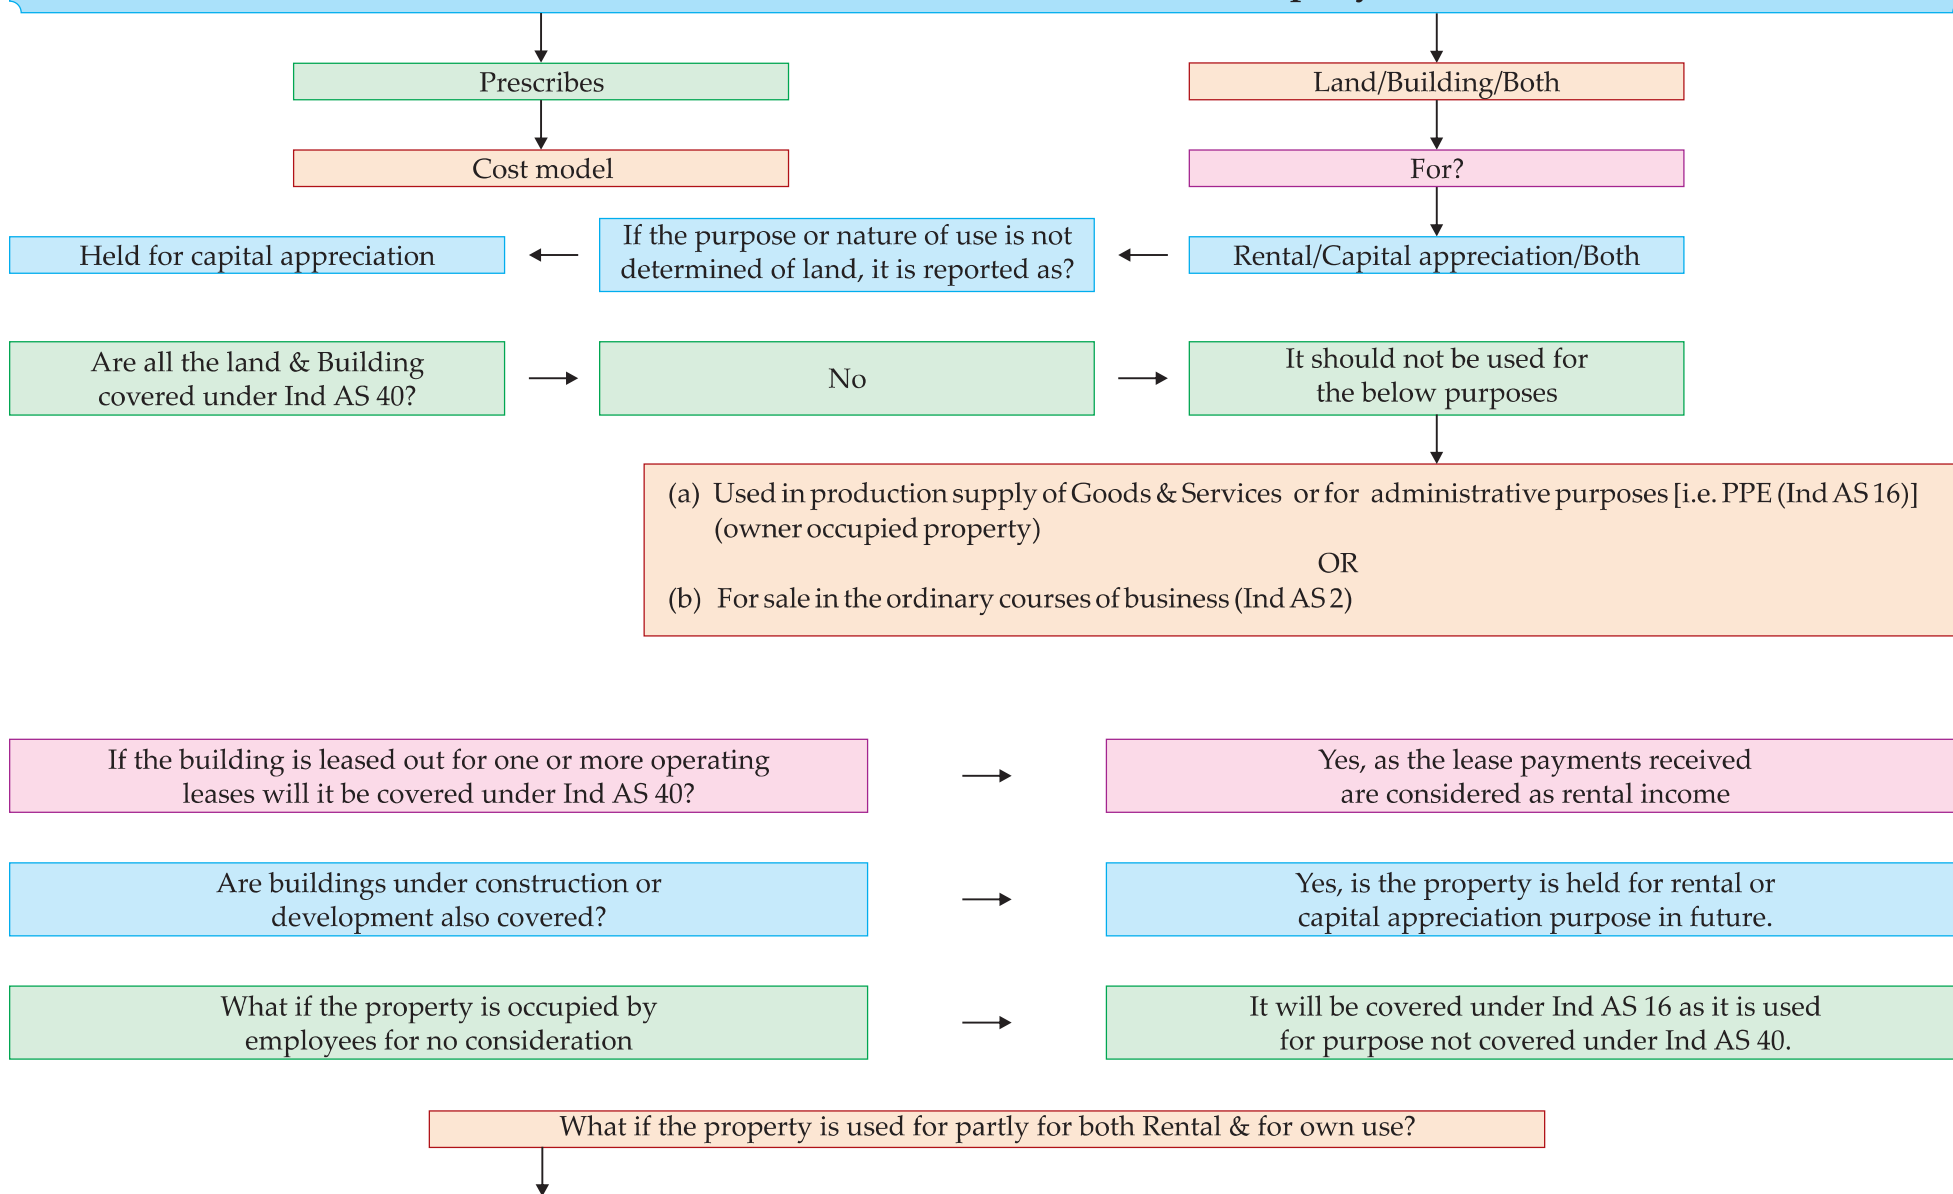 Prescribes
Land/Building/Both
Cost model
For?
Held for capital appreciation
If the purpose or nature of use is not
determined of land, it is reported as?
Rental/Capital appreciation/Both
Are all the land & Building
covered under Ind AS 40?
No
It should not be used for
the below purposes
(a) Used in production supply of Goods & Services or for administrative purposes [i.e. PPE (Ind AS 16)]
(owner occupied property)
OR
(b) For sale in the ordinary courses of business (Ind AS 2)
If the building is leased out for one or more operating
leases will it be covered under Ind AS 40?
Yes, as the lease payments received
are considered as rental income
Are buildings under construction or
development also covered?
Yes, is the property is held for rental or
capital appreciation purpose in future.
What if the property is occupied by
employees for no consideration
It will be covered under Ind AS 16 as it is used
for purpose not covered under Ind AS 40.
What if the property is used for partly for both Rental & for own use?